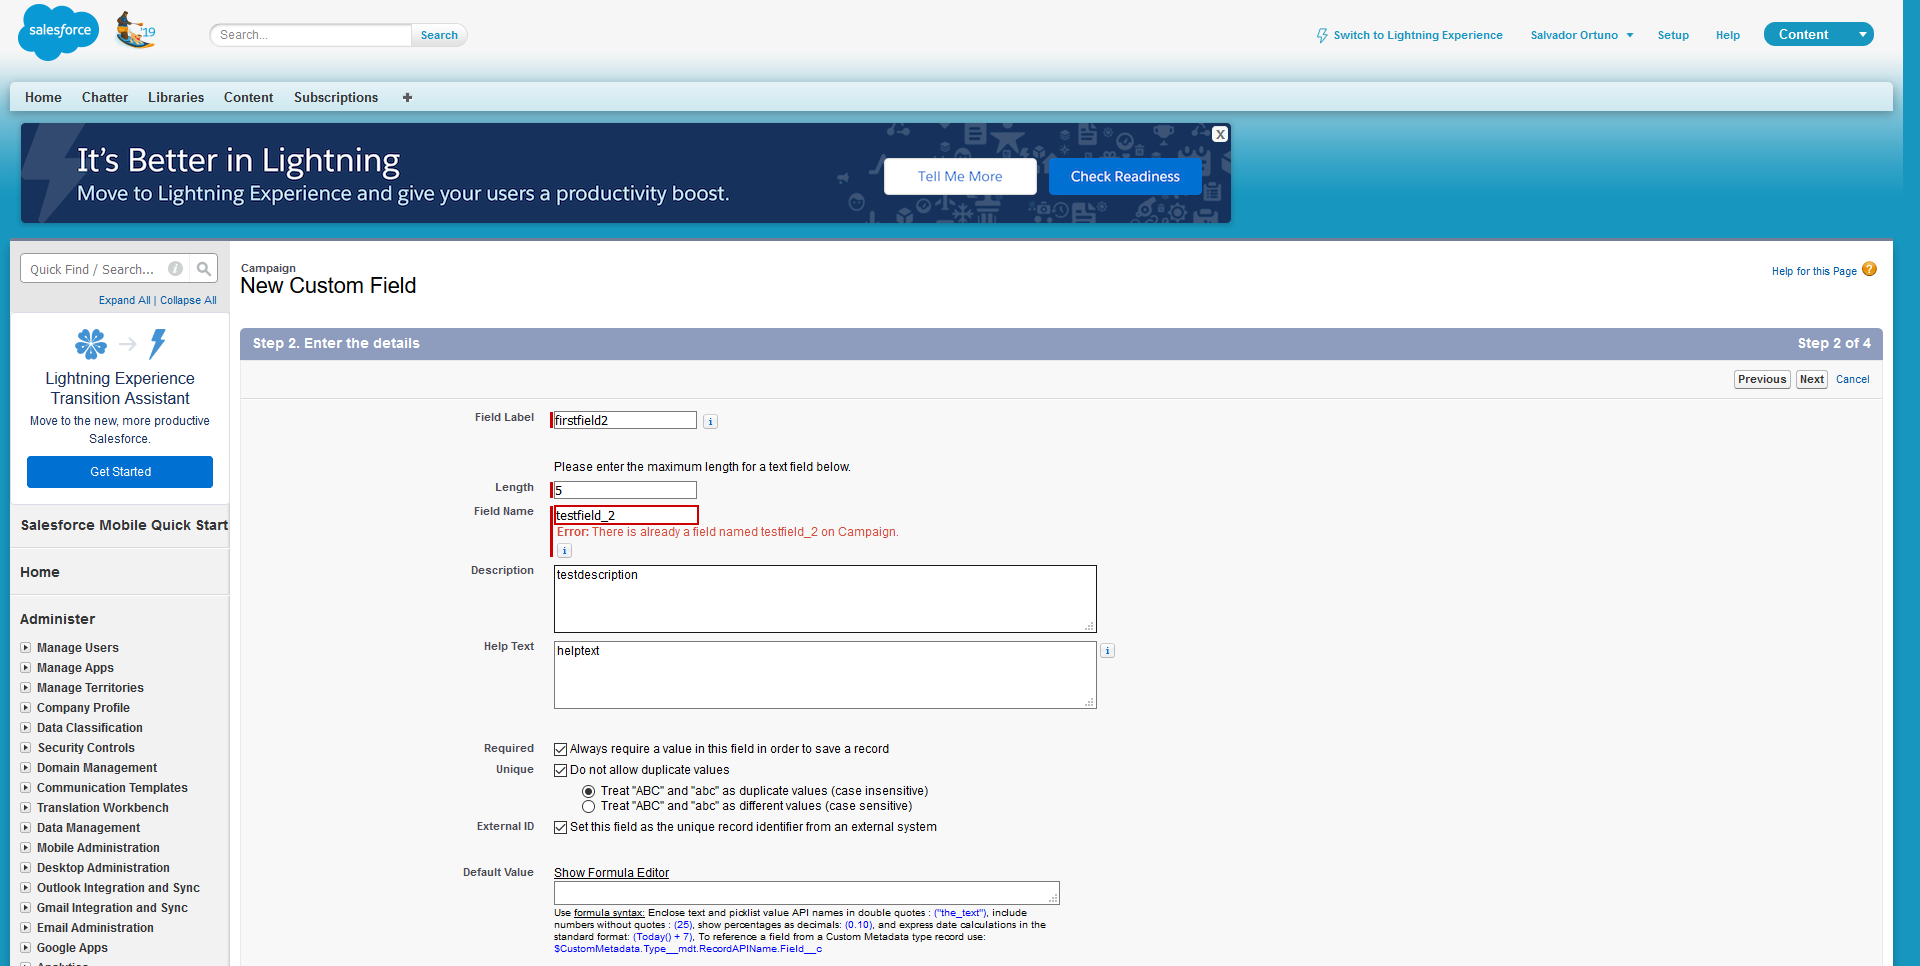 salesforce
'19
Search...
Search
Switch to Lightning Experience
Salvador Ortuno
Setup
Help
Content
Home
Chatter
Libraries
Content
Subscriptions
+
It's Better in Lightning
Move to Lightning Experience and give your users a productivity boost.
Tell Me More
Check Readiness
X
Quick Find / Search...
i
Expand All | Collapse All
Lightning Experience
Transition Assistant
Move to the new, more productive
Salesforce.
Get Started
Salesforce Mobile Quick Start
Home
Administer
Manage Users
Manage Apps
Manage Territories
Company Profile
Data Classification
Security Controls
Domain Management
Communication Templates
Translation Workbench
Data Management
Mobile Administration
Desktop Administration
Outlook Integration and Sync
Gmail Integration and Sync
Email Administration
Google Apps
Analytics
Campaign
New Custom Field
Help for this Page ?
Step 2. Enter the details
Step 2 of 4
Previous
Next
Cancel
Field Label
firstfield2
i
Please enter the maximum length for a text field below.
Length
5
Field Name
testfield_2
Error: There is already a field named testfield_2 on Campaign.
i
Description
testdescription
Help Text
helptext
i
Required
Always require a value in this field in order to save a record
Unique
Do not allow duplicate values
Treat "ABC" and "abc" as duplicate values (case insensitive)
Treat "ABC" and "abc" as different values (case sensitive)
External ID
Set this field as the unique record identifier from an external system
Default Value
Show Formula Editor
Use formula syntax: Enclose text and picklist value API names in double quotes : ("the_text"), include
numbers without quotes : (25), show percentages as decimals: (0.10), and express date calculations in the
standard format: (Today() + 7), To reference a field from a Custom Metadata type record use:
$CustomMetadata.Type__mdt.RecordAPIName.Field__c